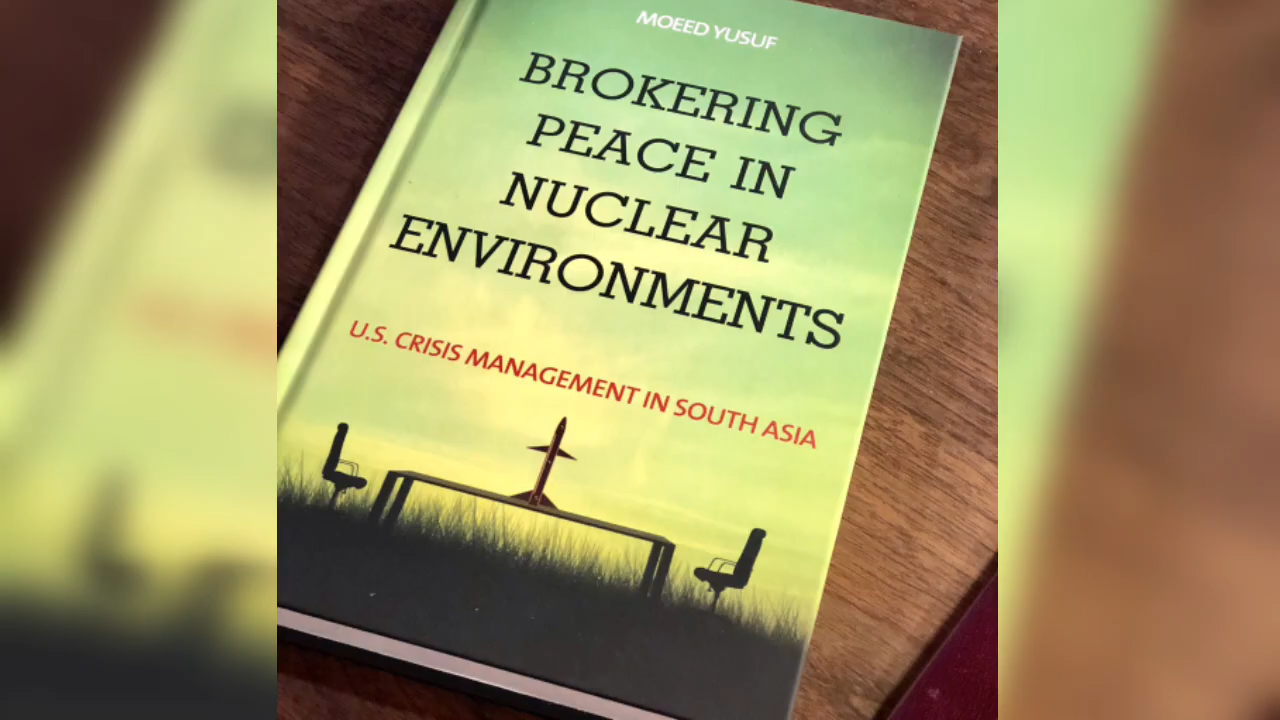 MOEED YUSUF
BROKERING
PEACE IN
NUCLEAR
ENVIRONMENTS
U.S. CRISIS MANAGEMENT IN SOUTH ASIA